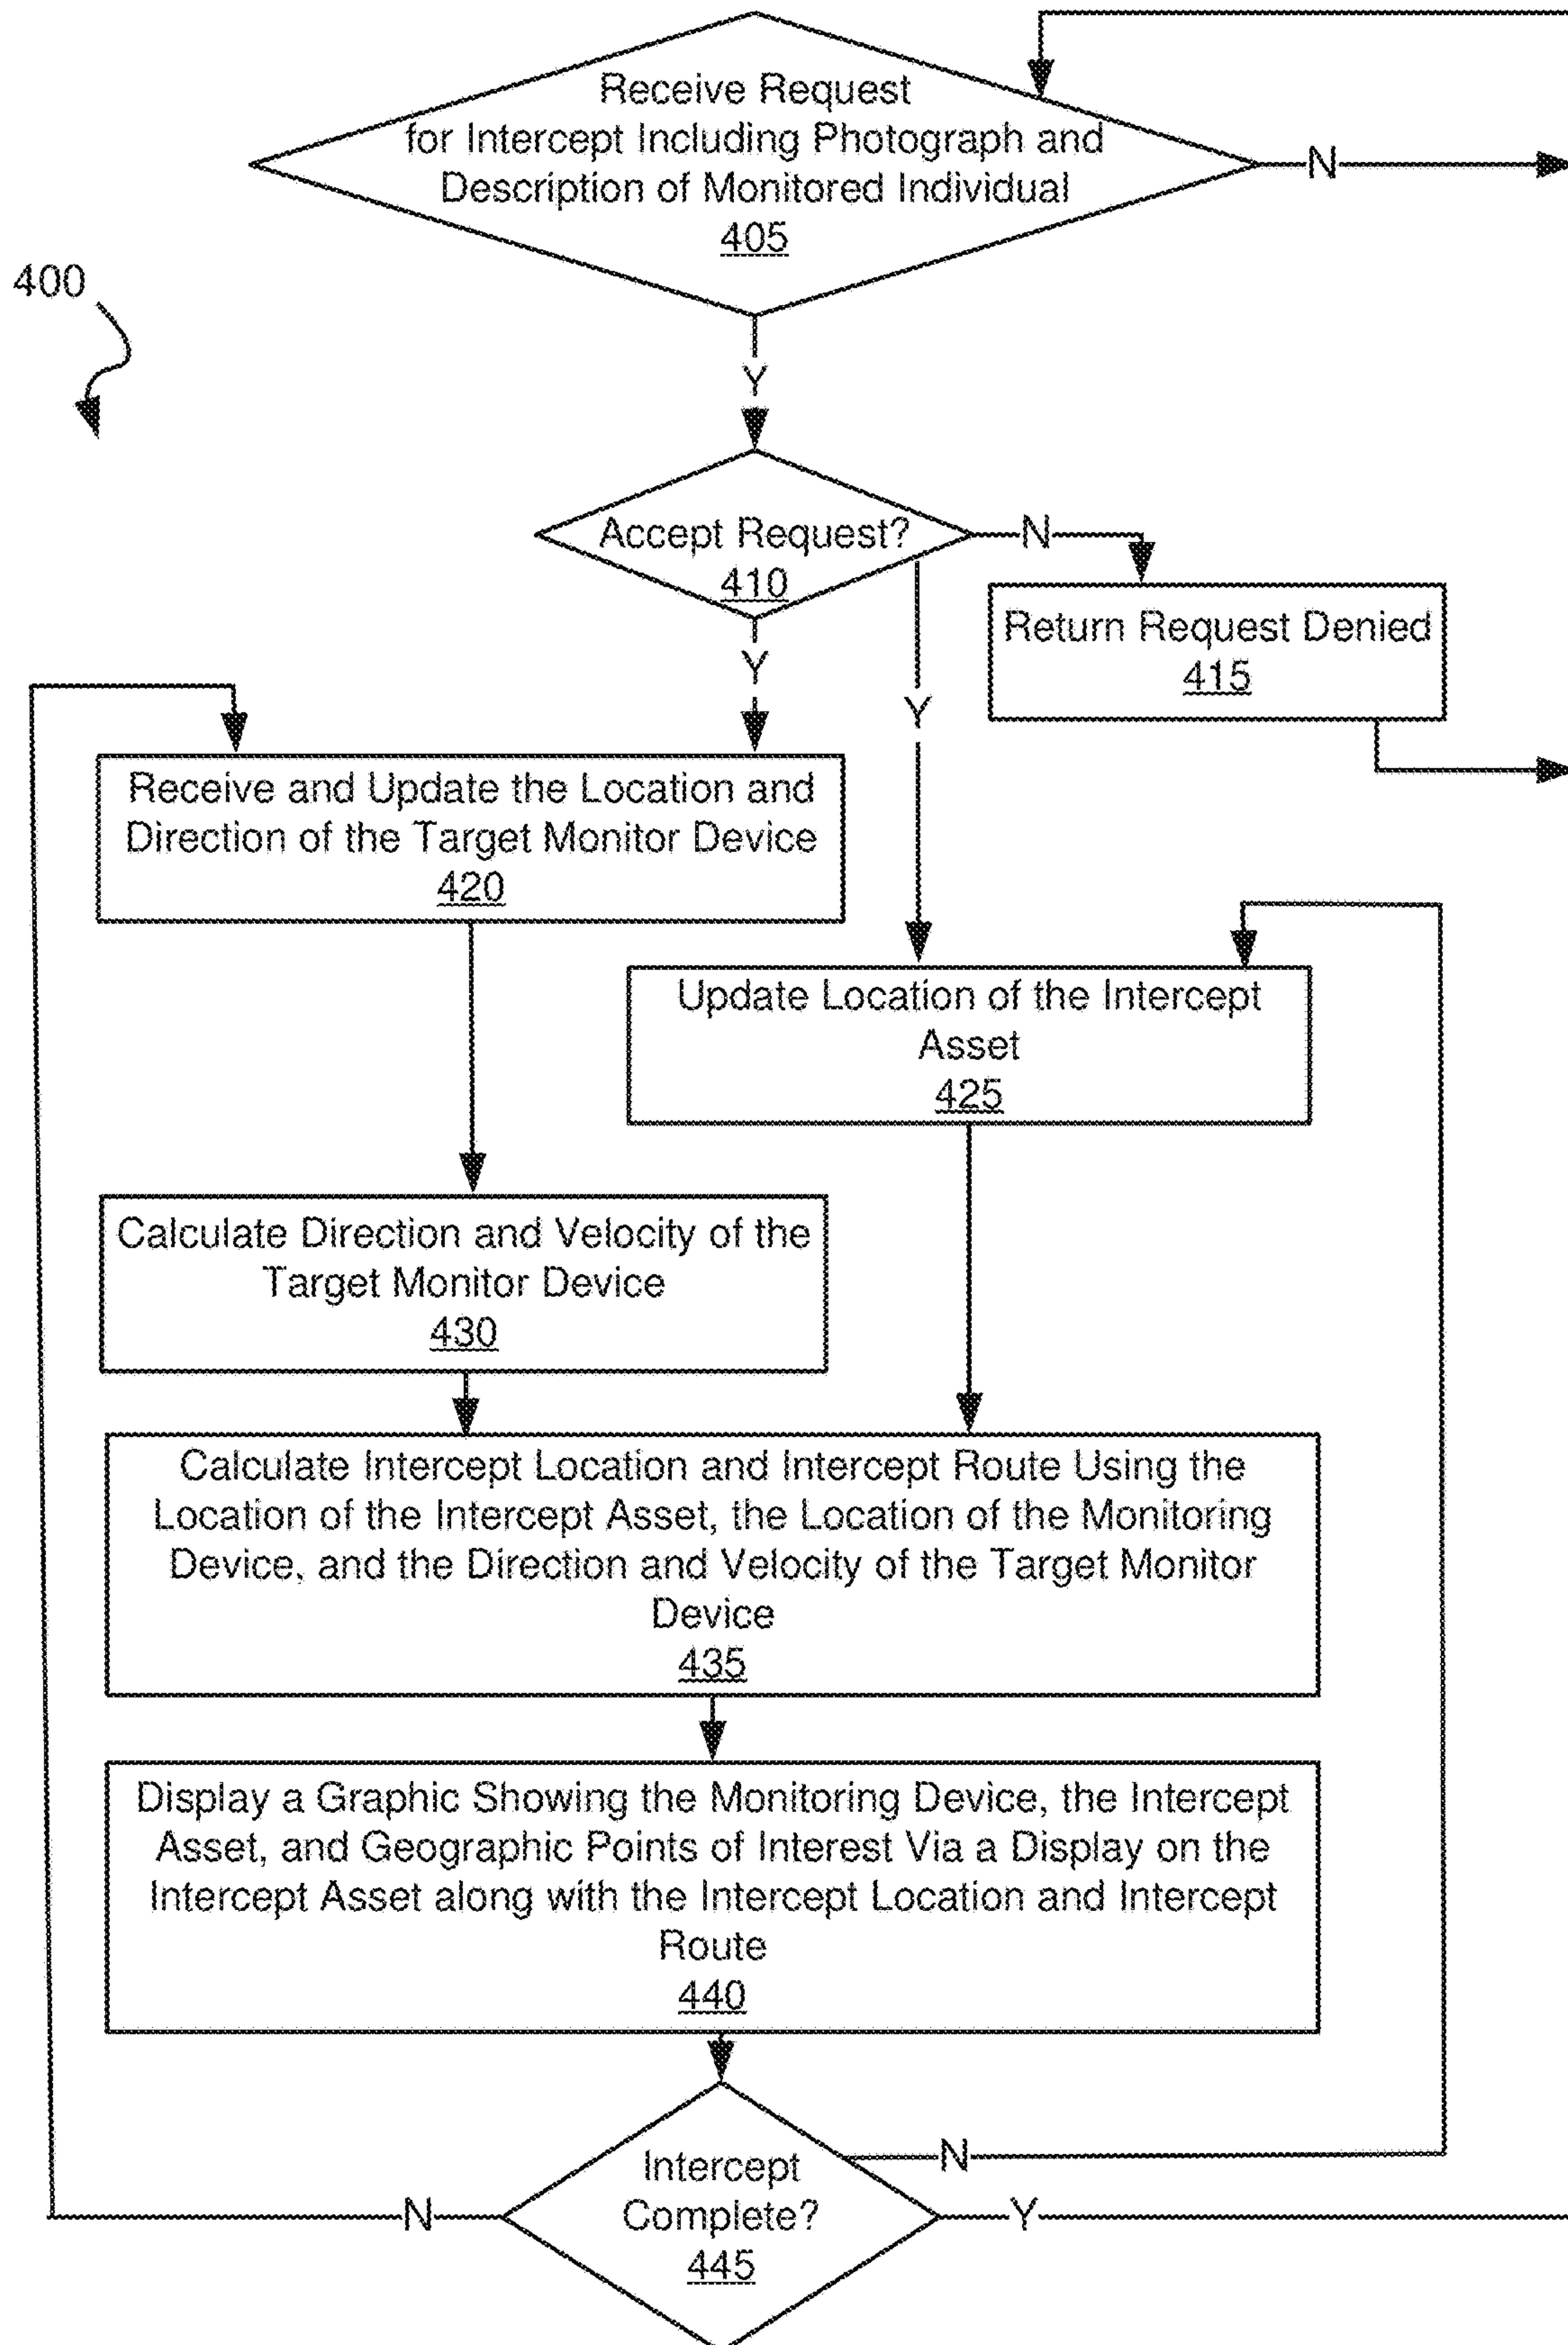 Receive Request
for Intercept Including Photograph and
Description of Monitored Individual
405
N
400
Y
Accept Request?
410
N
Return Request Denied
415
Y
Y
Receive and Update the Location and
Direction of the Target Monitor Device
420
Update Location of the Intercept
Asset
425
Calculate Direction and Velocity of the
Target Monitor Device
430
Calculate Intercept Location and Intercept Route Using the
Location of the Intercept Asset, the Location of the Monitoring
Device, and the Direction and Velocity of the Target Monitor
Device
435
Display a Graphic Showing the Monitoring Device, the Intercept
Asset, and Geographic Points of Interest Via a Display on the
Intercept Asset along with the Intercept Location and Intercept
Route
440
Intercept
Complete?
445
N
N
Y